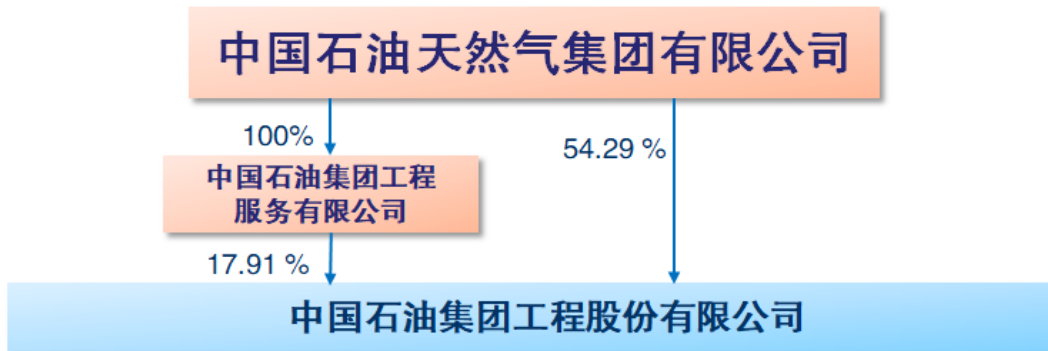 中国石油天然气集团有限公司
100%
54.29 %
中国石油集团工程
服务有限公司
17.91 %
中国石油集团工程股份有限公司